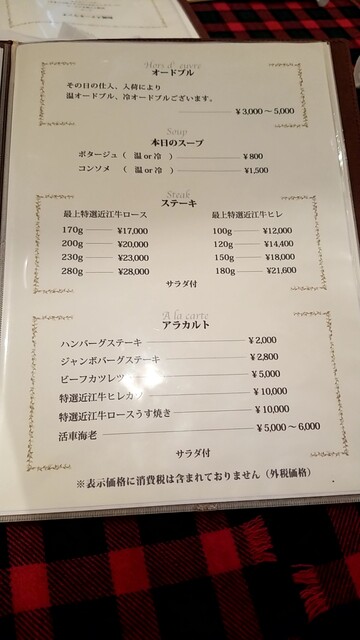 Hors d' euvre
オードブル
その日の仕入、入荷により
温オードブル、冷オードブルございます。
¥3,000～5,000
Soup
本日のスープ
ポタージュ（ 温 or 冷 ） ¥800
コンソメ （ 温 or 冷 ） ¥1,500
Steak
ステーキ
最上特選近江牛ロース 最上特選近江牛ヒレ
170g ¥17,000 100g ¥12,000
200g ¥20,000 120g ¥14,400
230g ¥23,000 150g ¥18,000
280g ¥28,000 180g ¥21,600
サラダ付
A la carte
アラカルト
ハンバーグステーキ ¥2,000
ジャンボバーグステーキ ¥2,800
ビーフカツレツ ¥5,000
特選近江牛ヒレカツ ¥10,000
特選近江牛ロースうす焼き ¥10,000
活車海老 ¥5,000～6,000
サラダ付
※表示価格に消費税は含まれておりません（外税価格）